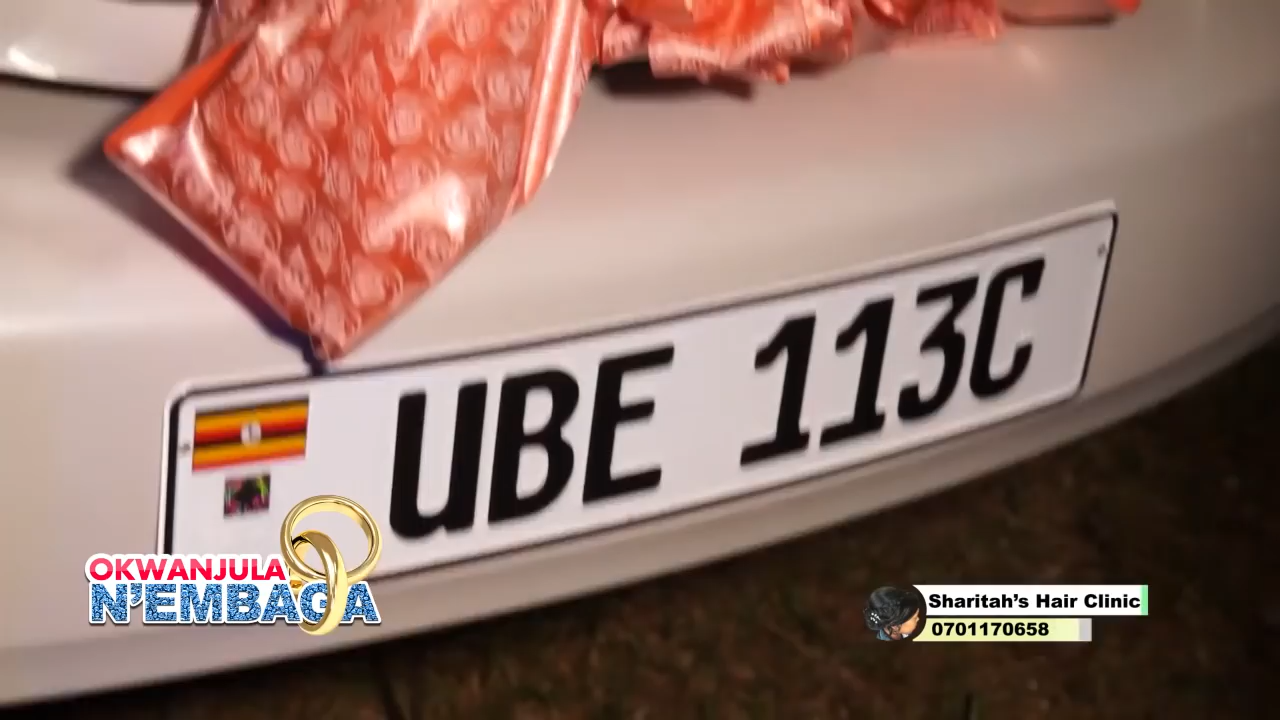 UBE 113C
OKWANJULA
N'EMBAGA
Sharitah's Hair Clinic
0701170658